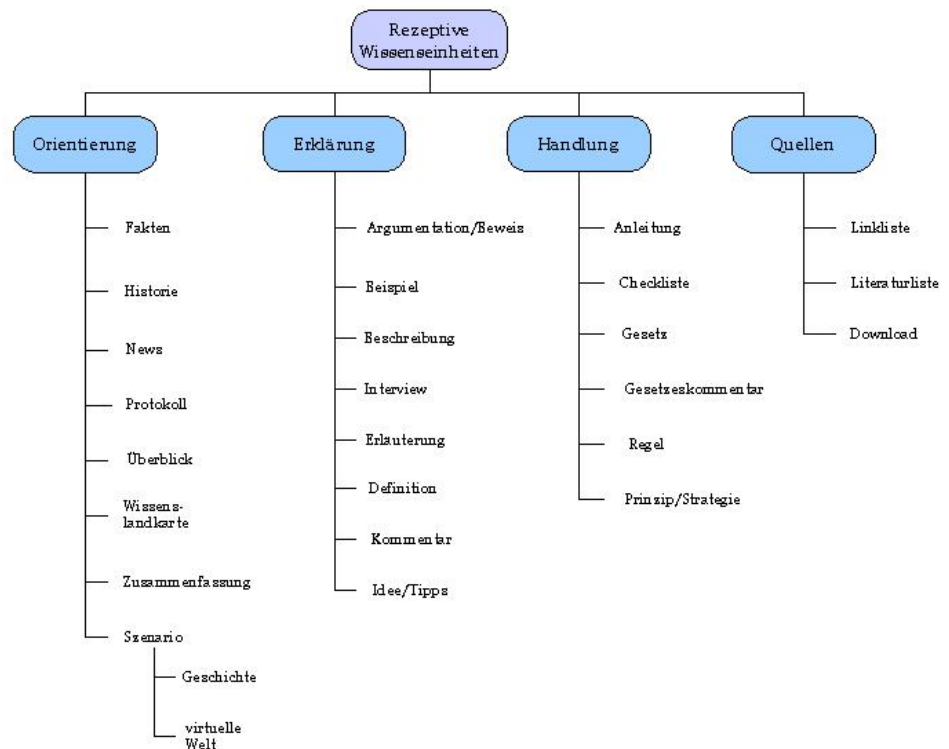 Rezeptive
Wissenseinheiten
Orientierung
Fakten
Historie
News
Protokoll
Überblick
Wissens-
landkarte
Zusammenfassung
Szenario
Geschichte
virtuelle
Welt
Erklärung
Argumentation/Beweis
Beispiel
Beschreibung
Interview
Erläuterung
Definition
Kommentar
Idee/Tipps
Handlung
Anleitung
Checkliste
Gesetz
Gesetzeskommentar
Regel
Prinzip/Strategie
Quellen
Linkliste
Literaturliste
Download